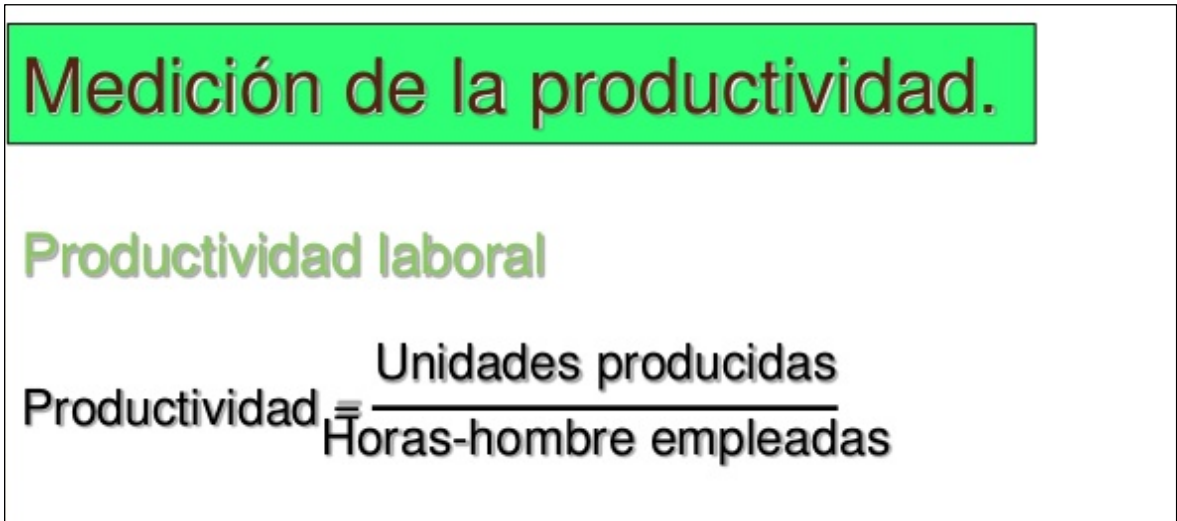 Medición de la productividad.
Productividad laboral
Unidades producidas
Productividad =
Horas-hombre empleadas